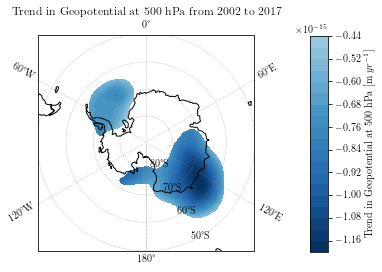 Trend in Geopotential at 500 hPa from 2002 to 2017
0°
×10⁻¹⁵
60°W
60°E
80°S
70°S
60°S
50°S
120°W
120°E
180°
−0.44
−0.52
−0.60
−0.68
−0.76
−0.84
−0.92
−1.00
−1.08
−1.16
Trend in Geopotential at 500 hPa [m yr⁻¹]